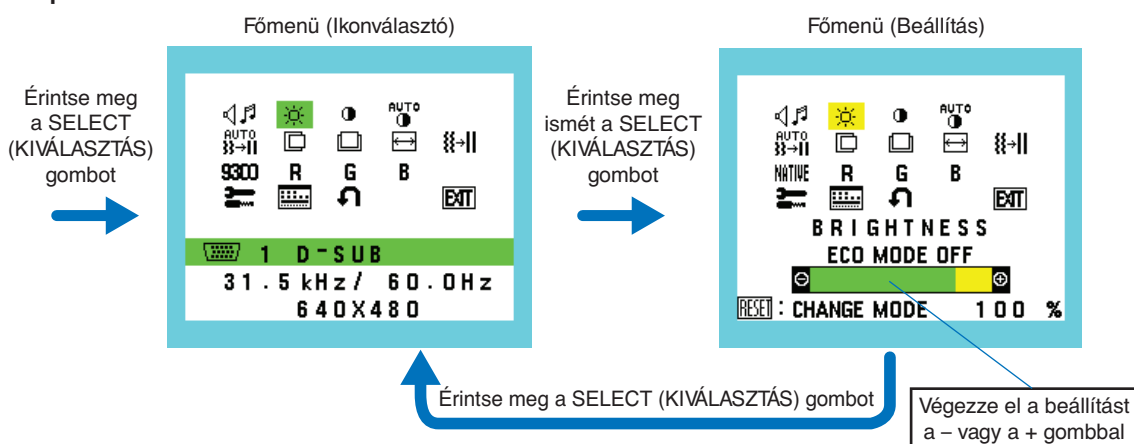 Főmenü (Ikonválasztó)
Főmenü (Beállítás)
Érintse meg
a SELECT
(KIVÁLASZTÁS)
gombot
AUTO
AUTO
9300 R G B
EXIT
1 D-SUB
31.5 kHz/ 60.0Hz
640X480
Érintse meg
ismét a SELECT
(KIVÁLASZTÁS)
gombot
AUTO
AUTO
NATIVE R G B
EXIT
BRIGHTNESS
ECO MODE OFF
RESET: CHANGE MODE 100 %
Érintse meg a SELECT (KIVÁLASZTÁS) gombot
Végezze el a beállítást
a – vagy a + gombbal